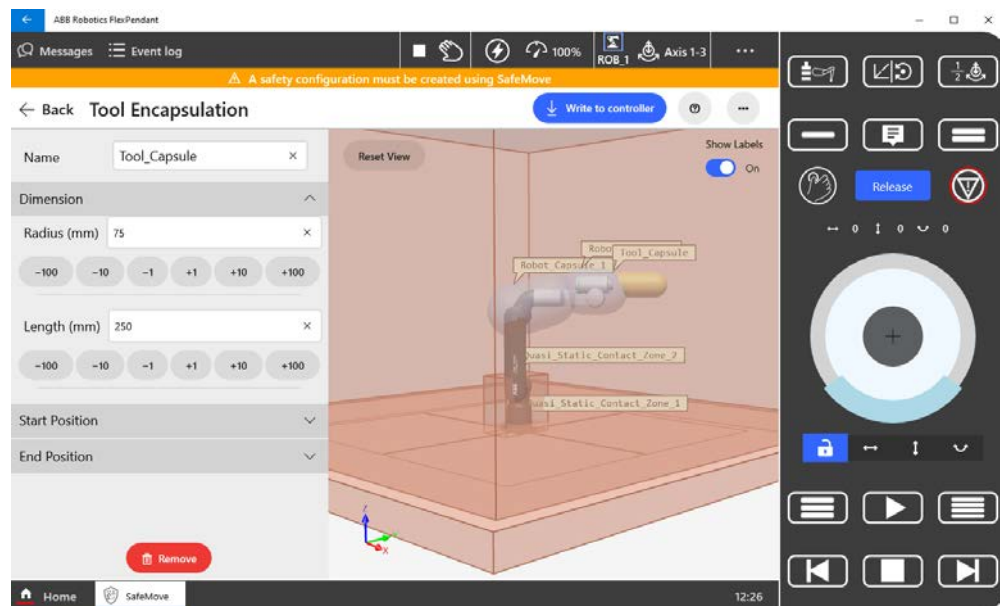 ABB Robotics FlexPendant
Messages Event log 100% ROB_1 Axis 1-3 ...
A safety configuration must be created using SafeMove
Back Tool Encapsulation Write to controller
Name Tool_Capsule
Reset View
Show Labels
On
Dimension
Radius (mm) 75
-100 -10 -1 +1 +10 +100
Length (mm) 250
-100 -10 -1 +1 +10 +100
Start Position
End Position
Remove
Robo Tool_Capsule
Robot_Capsule_1
Quasi_Static_Contact_Zone_2
Quasi_Static_Contact_Zone_1
Z
X
Release
0 0 0
Home SafeMove 12:26